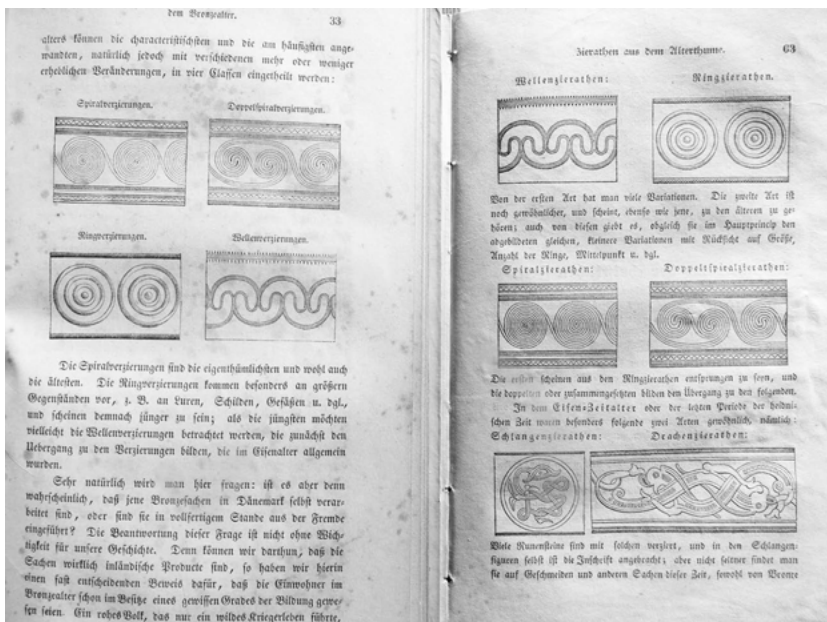 dem Bronzealter.
33
alters können die characteristischsten und die am häufigsten ange-
wandten, natürlich jedoch mit verschiedenen mehr oder weniger
erheblichen Veränderungen, in vier Classen eingetheilt werden:
Spiralverzierungen.
Doppelspiralverzierungen.
Ringverzierungen.
Wellenverzierungen.
Die Spiralverzierungen sind die eigenthümlichsten und wohl auch
die ältesten. Die Ringverzierungen kommen besonders an größern
Gegenständen vor, z. B. an Luren, Schilden, Gefäßen u. dgl.,
und scheinen demnach jünger zu sein; als die jüngsten möchten
vielleicht die Wellenverzierungen betrachtet werden, die zunächst den
Uebergang zu den Verzierungen bilden, die im Eisenalter allgemein
wurden.
Sehr natürlich wird man hier fragen: ist es aber denn
wahrscheinlich, daß jene Bronzesachen in Dänemark selbst verar-
beitet sind, oder sind sie in vollfertigem Stande aus der Fremde
eingeführt? Die Beantwortung dieser Frage ist nicht ohne Wich-
tigkeit für unsere Geschichte. Denn können wir darthun, daß die
Sachen wirklich inländische Producte sind, so haben wir hierin
einen fast entscheidenden Beweis dafür, daß die Einwohner im
Bronzealter schon im Besitze eines gewissen Grades der Bildung gewe-
sen seien. Ein rohes Volk, das nur ein wildes Kriegerleben führte,
Zierathen aus dem Alterthume.
63
Wellenzierathen:
Ringzierathen.
Von der ersten Art hat man viele Variationen. Die zweite Art ist
noch gewöhnlicher, und scheint, ebenso wie jene, zu den älteren zu ge-
hören; auch von diesen giebt es, obgleich sie im Hauptprincip den
abgebildeten gleichen, kleinere Variationen mit Rücksicht auf Größe,
Anzahl der Ringe, Mittelpunkt u. dgl.
Spiralzierathen:
Doppeltspiralzierathen:
Die ersten scheinen aus den Ringzierathen entsprungen zu seyn, und
die doppelten oder zusammengesetzten bilden den Übergang zu den folgenden.
In dem Eisen-Zeitalter oder der letzten Periode der heidni-
schen Zeit waren besonders folgende zwei Arten gewöhnlich, nämlich:
Schlangenzierathen:
Drachenzierathen:
Viele Runensteine sind mit solchen verziert, und in den Schlangen-
figuren selbst ist die Inschrift angebracht; aber nicht seltner findet man
sie auf Geschmeiden und anderen Sachen dieser Zeit, sowohl von Bronce